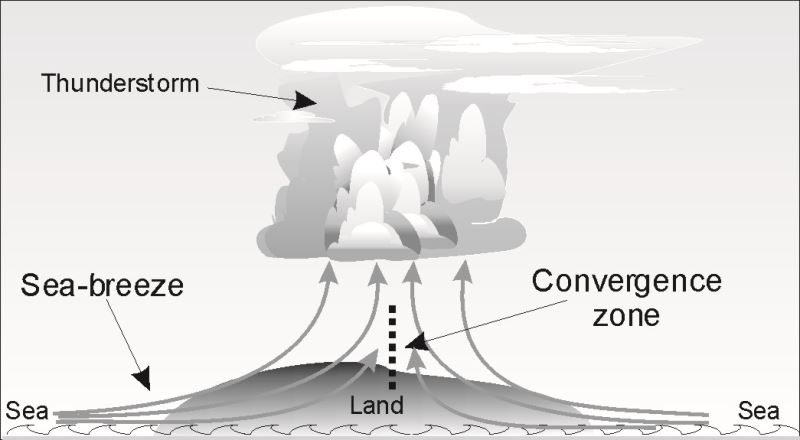 Thunderstorm
Sea-breeze
Convergence
zone
Sea
Land
Sea